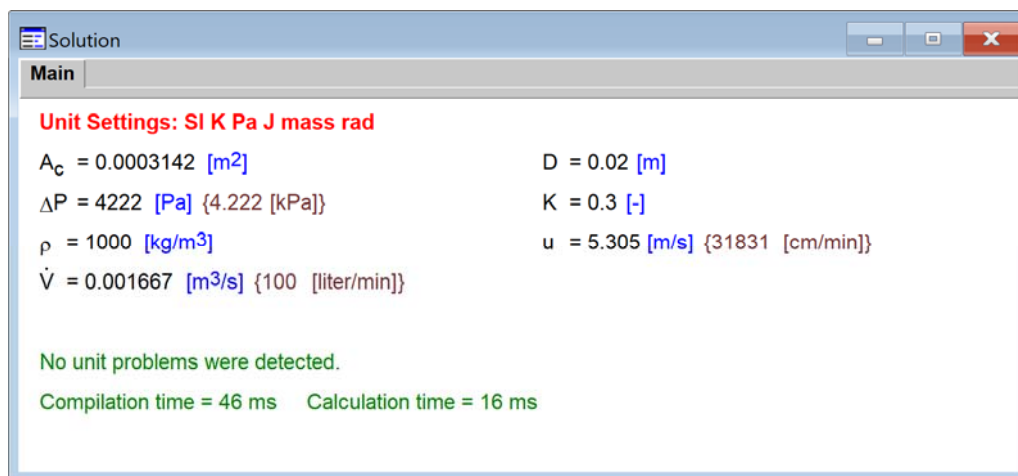 Solution
Main
Unit Settings: SI K Pa J mass rad
A_c = 0.0003142 [m²] D = 0.02 [m]
ΔP = 4222 [Pa] {4.222 [kPa]} K = 0.3 [-]
ρ = 1000 [kg/m³] u = 5.305 [m/s] {31831 [cm/min]}
V̇ = 0.001667 [m³/s] {100 [liter/min]}
No unit problems were detected.
Compilation time = 46 ms Calculation time = 16 ms